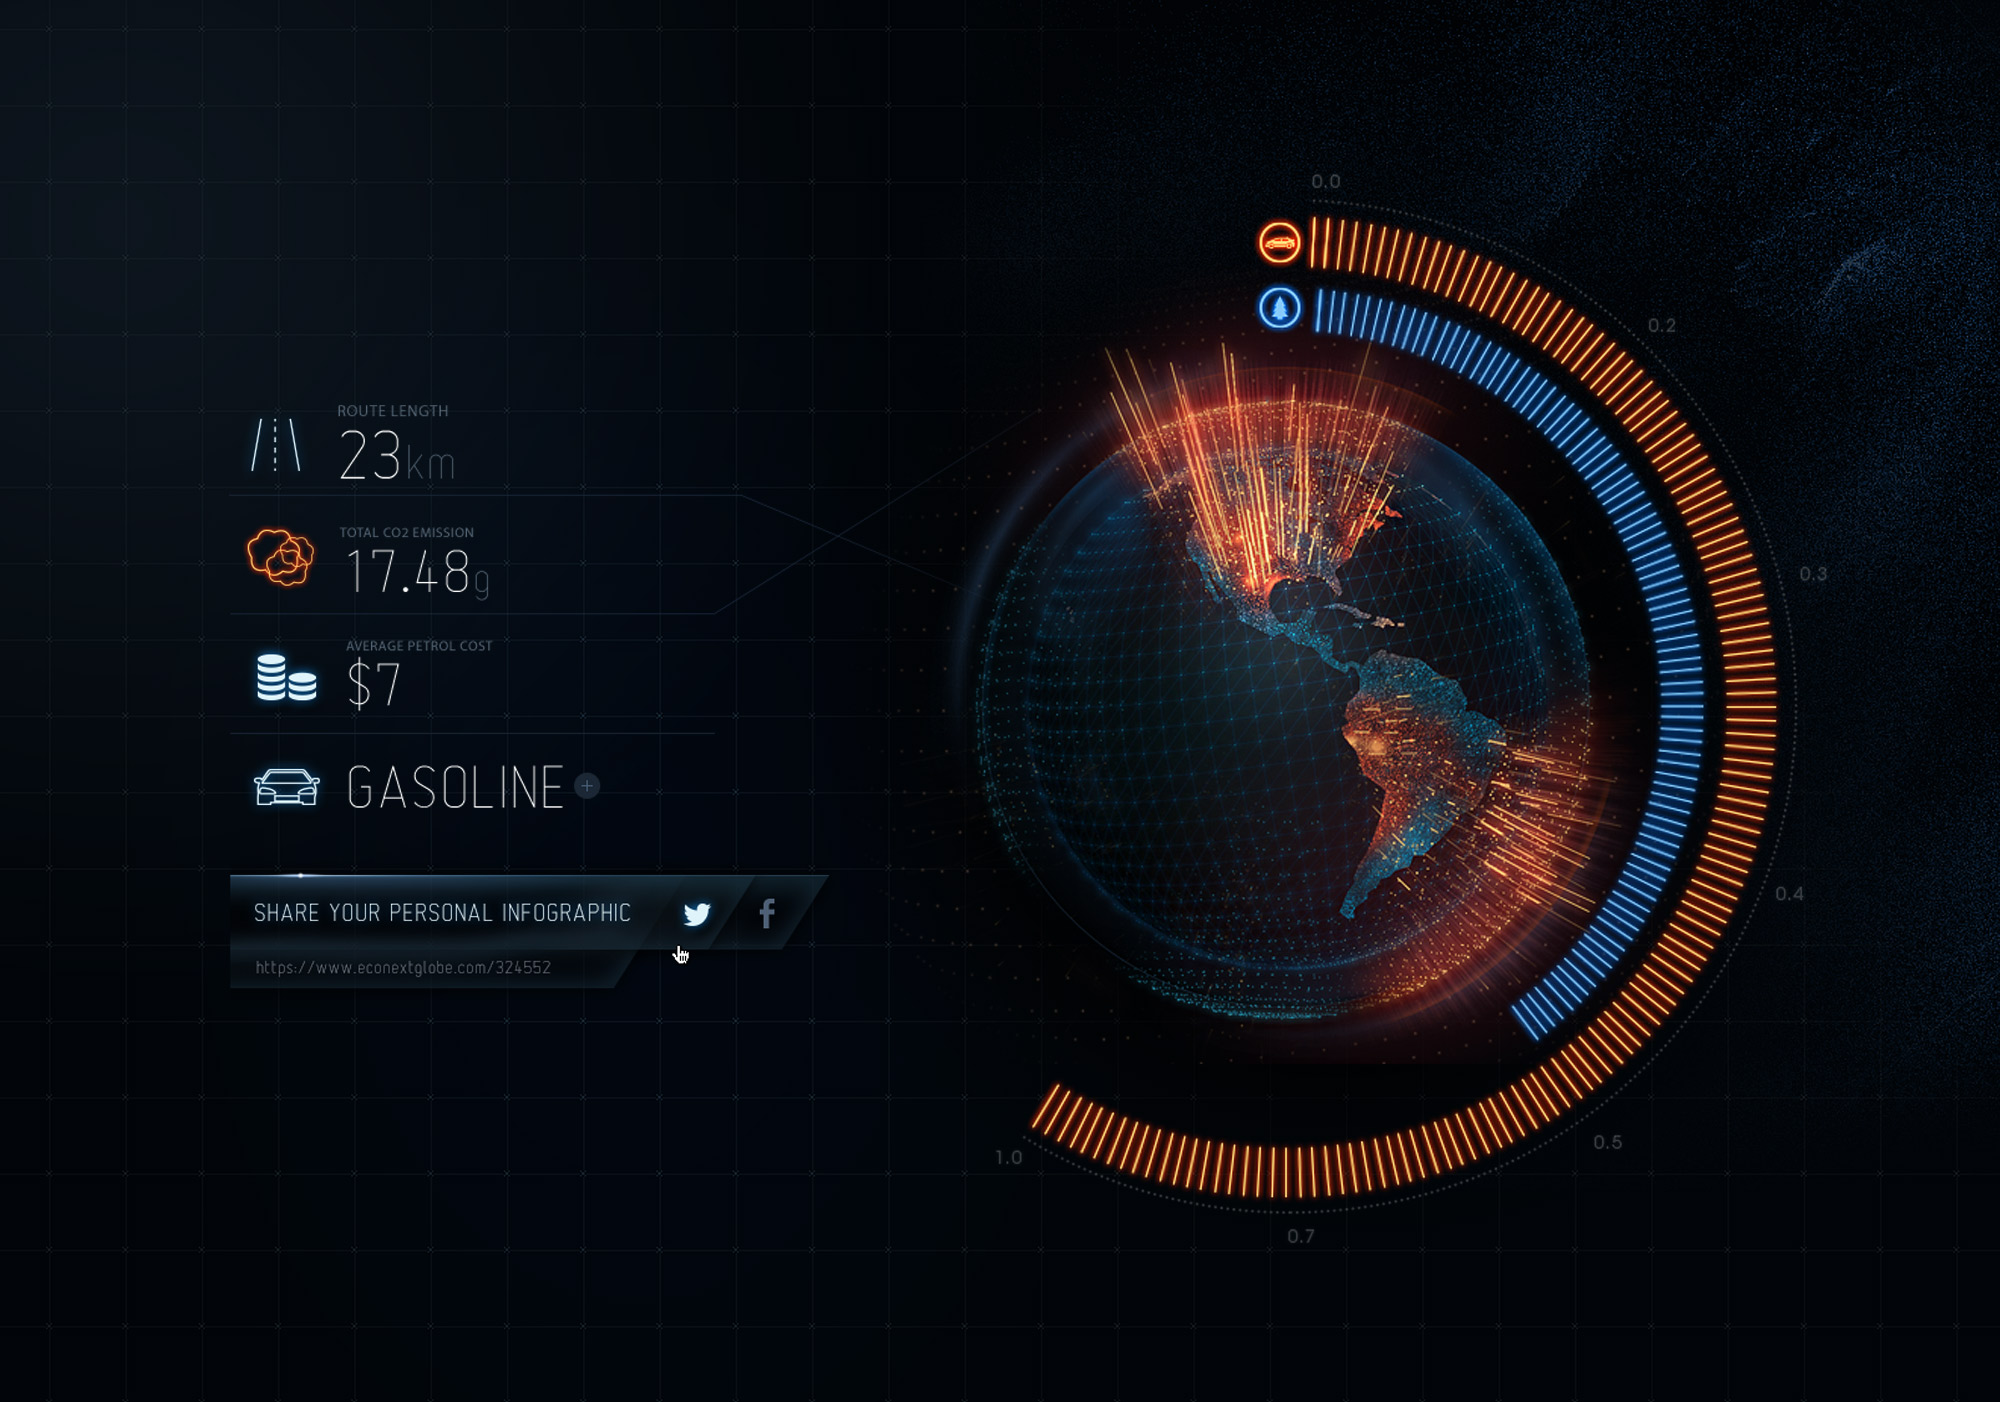 ROUTE LENGTH
23km
TOTAL CO2 EMISSION
17.48g
AVERAGE PETROL COST
$7
GASOLINE +
SHARE YOUR PERSONAL INFOGRAPHIC
https://www.econextglobe.com/324552
0.0
0.2
0.3
0.4
0.5
0.7
1.0